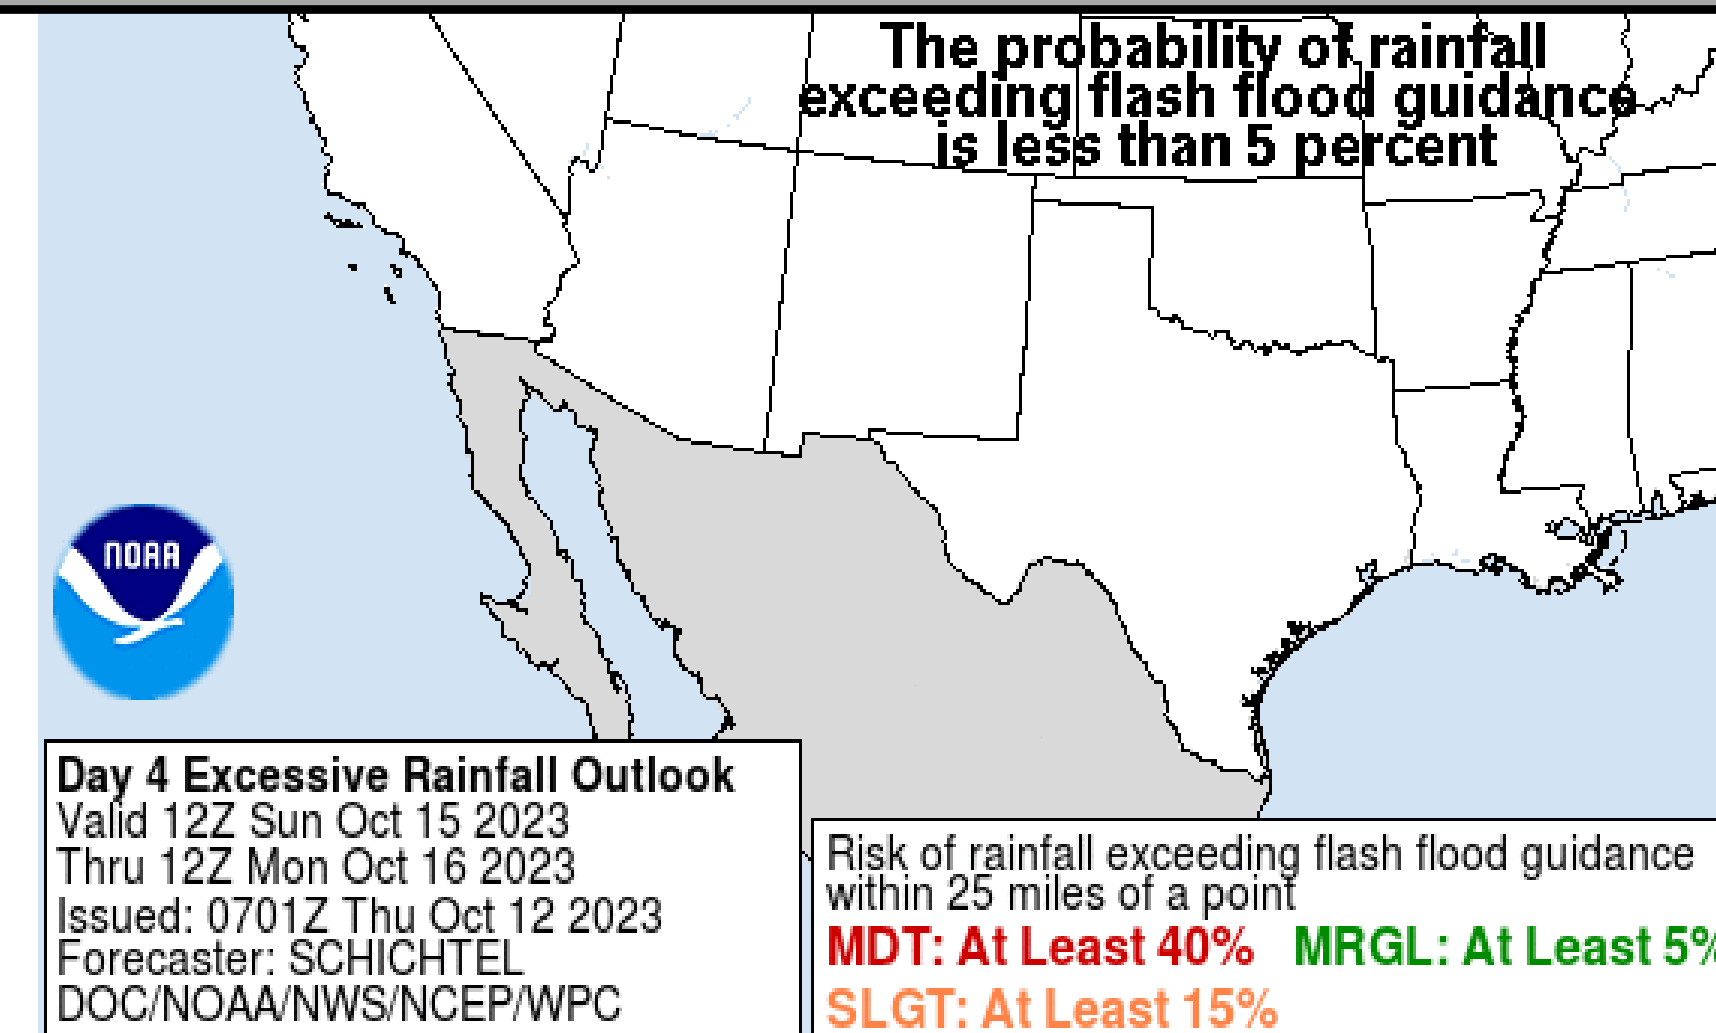 The probability of rainfall
exceeding flash flood guidance
is less than 5 percent
NOAA
Day 4 Excessive Rainfall Outlook
Valid 12Z Sun Oct 15 2023
Thru 12Z Mon Oct 16 2023
Issued: 0701Z Thu Oct 12 2023
Forecaster: SCHICHTEL
DOC/NOAA/NWS/NCEP/WPC
Risk of rainfall exceeding flash flood guidance
within 25 miles of a point
MDT: At Least 40% MRGL: At Least 5%
SLGT: At Least 15%